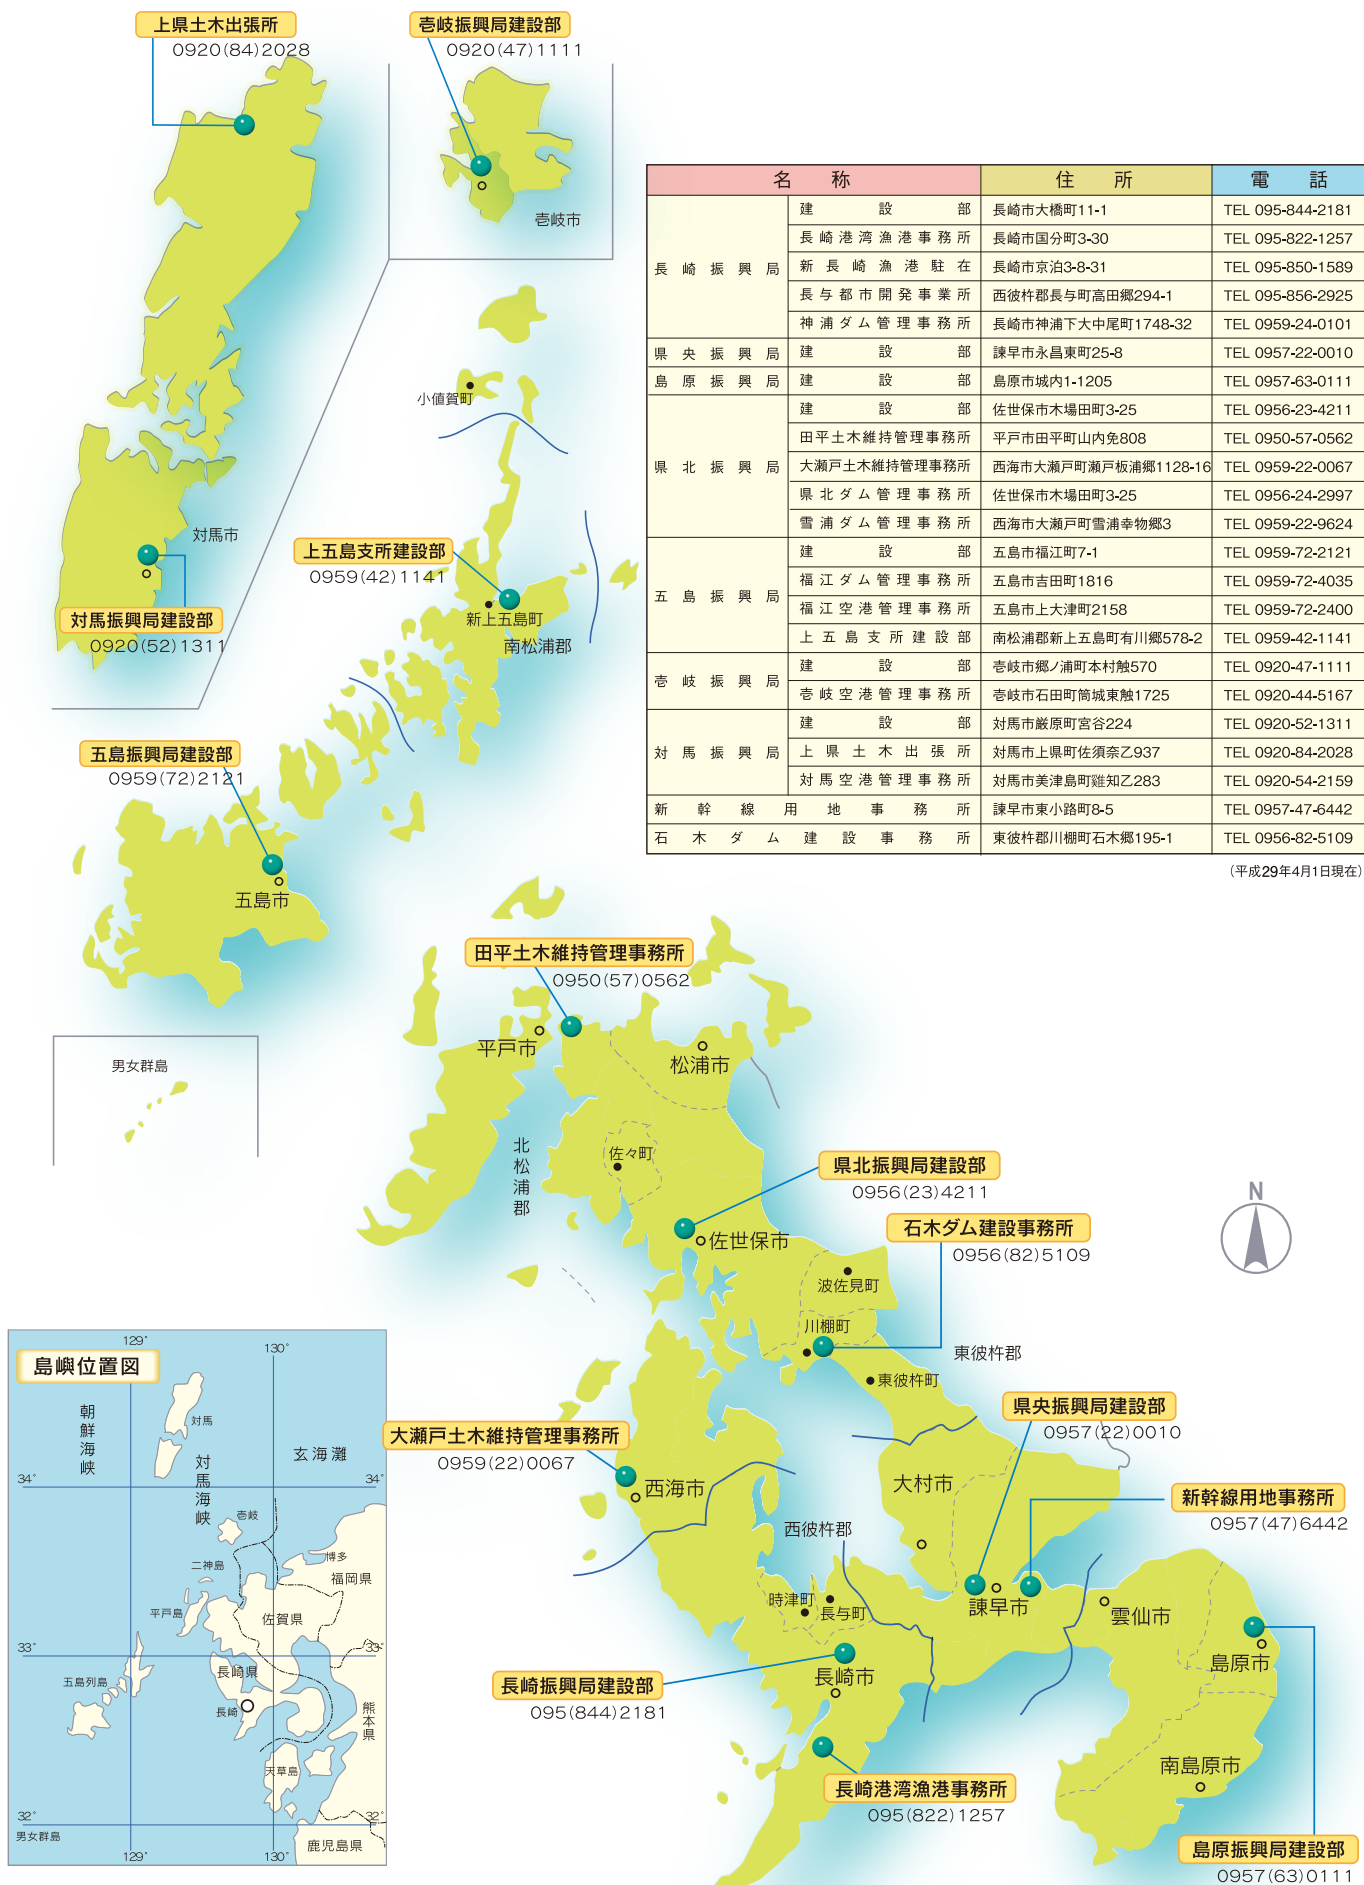 上県土木出張所
0920(84)2028
壱岐振興局建設部
0920(47)1111
壱岐市
小値賀町
対馬市
対馬振興局建設部
0920(52)1311
上五島支所建設部
0959(42)1141
新上五島町
南松浦郡
五島振興局建設部
0959(72)2121
五島市
男女群島
名称 住所 電話
長崎振興局 建設部 長崎市大橋町11-1 TEL 095-844-2181
長崎港湾漁港事務所 長崎市国分町3-30 TEL 095-822-1257
新長崎漁港駐在 長崎市京泊3-8-31 TEL 095-850-1589
長与都市開発事業所 西彼杵郡長与町高田郷294-1 TEL 095-856-2925
神浦ダム管理事務所 長崎市神浦下大中尾町1748-32 TEL 0959-24-0101
県央振興局 建設部 諫早市永昌東町25-8 TEL 0957-22-0010
島原振興局 建設部 島原市城内1-1205 TEL 0957-63-0111
県北振興局 建設部 佐世保市木場田町3-25 TEL 0956-23-4211
田平土木維持管理事務所 平戸市田平町山内免808 TEL 0950-57-0562
大瀬戸土木維持管理事務所 西海市大瀬戸町瀬戸板浦郷1128-16 TEL 0959-22-0067
県北ダム管理事務所 佐世保市木場田町3-25 TEL 0956-24-2997
雪浦ダム管理事務所 西海市大瀬戸町雪浦幸物郷3 TEL 0959-22-9624
五島振興局 建設部 五島市福江町7-1 TEL 0959-72-2121
福江ダム管理事務所 五島市吉田町1816 TEL 0959-72-4035
福江空港管理事務所 五島市上大津町2158 TEL 0959-72-2400
上五島支所建設部 南松浦郡新上五島町有川郷578-2 TEL 0959-42-1141
壱岐振興局 建設部 壱岐市郷ノ浦町本村触570 TEL 0920-47-1111
壱岐空港管理事務所 壱岐市石田町筒城東触1725 TEL 0920-44-5167
対馬振興局 建設部 対馬市厳原町宮谷224 TEL 0920-52-1311
上県土木出張所 対馬市上県町佐須奈乙937 TEL 0920-84-2028
対馬空港管理事務所 対馬市美津島町雞知乙283 TEL 0920-54-2159
新幹線用地事務所 諫早市東小路町8-5 TEL 0957-47-6442
石木ダム建設事務所 東彼杵郡川棚町石木郷195-1 TEL 0956-82-5109
(平成29年4月1日現在)
田平土木維持管理事務所
0950(57)0562
平戸市
松浦市
北松浦郡
佐々町
県北振興局建設部
0956(23)4211
佐世保市
石木ダム建設事務所
0956(82)5109
N
波佐見町
川棚町
東彼杵郡
東彼杵町
県央振興局建設部
0957(22)0010
大瀬戸土木維持管理事務所
0959(22)0067
西海市
大村市
新幹線用地事務所
0957(47)6442
西彼杵郡
時津町
長与町
諫早市
雲仙市
島原市
長崎振興局建設部
095(844)2181
長崎市
南島原市
長崎港湾漁港事務所
095(822)1257
島原振興局建設部
0957(63)0111
129°
130°
島嶼位置図
朝鮮海峡
対馬
対馬海峡
玄海灘
34°
34°
壱岐
二神島
博多
福岡県
平戸島
佐賀県
33°
33°
五島列島
長崎県
長崎
熊本県
天草島
32°
32°
男女群島
129°
130°
鹿児島県